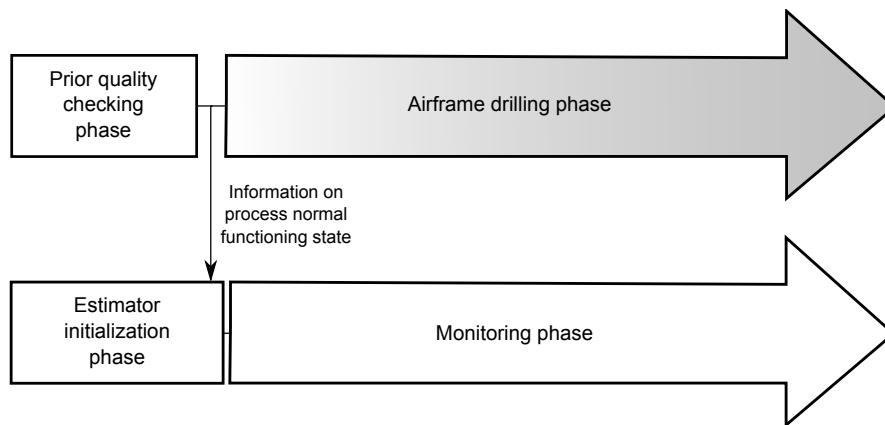 Prior quality
checking
phase
Airframe drilling phase
Information on
process normal
functioning state
Estimator
initialization
phase
Monitoring phase